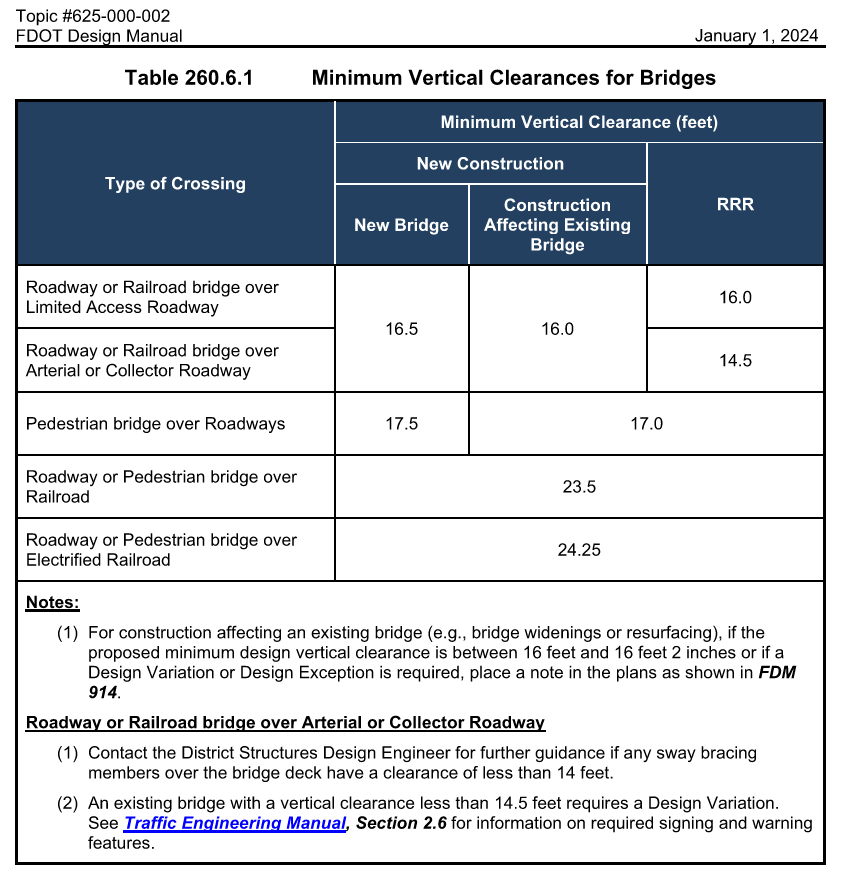 Topic #625-000-002
FDOT Design Manual January 1, 2024
Table 260.6.1 Minimum Vertical Clearances for Bridges
Type of Crossing
Minimum Vertical Clearance (feet)
New Construction
RRR
New Bridge
Construction
Affecting Existing
Bridge
Roadway or Railroad bridge over
Limited Access Roadway
16.5
16.0
16.0
Roadway or Railroad bridge over
Arterial or Collector Roadway
14.5
Pedestrian bridge over Roadways
17.5
17.0
Roadway or Pedestrian bridge over
Railroad
23.5
Roadway or Pedestrian bridge over
Electrified Railroad
24.25
Notes:
(1) For construction affecting an existing bridge (e.g., bridge widenings or resurfacing), if the
proposed minimum design vertical clearance is between 16 feet and 16 feet 2 inches or if a
Design Variation or Design Exception is required, place a note in the plans as shown in FDM
914.
Roadway or Railroad bridge over Arterial or Collector Roadway
(1) Contact the District Structures Design Engineer for further guidance if any sway bracing
members over the bridge deck have a clearance of less than 14 feet.
(2) An existing bridge with a vertical clearance less than 14.5 feet requires a Design Variation.
See Traffic Engineering Manual, Section 2.6 for information on required signing and warning
features.